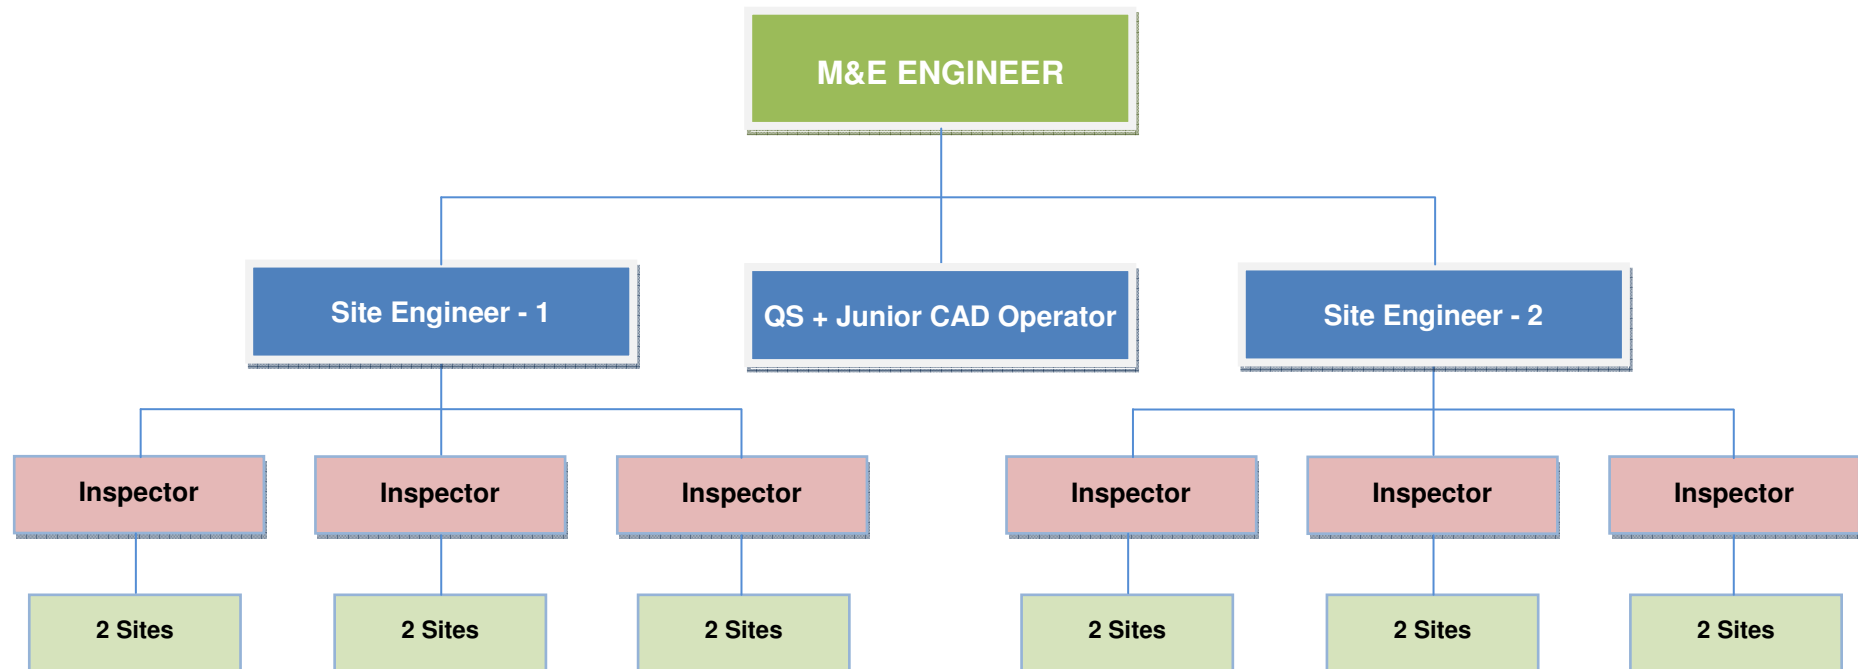 M&E ENGINEER
Site Engineer - 1
QS + Junior CAD Operator
Site Engineer - 2
Inspector
Inspector
Inspector
Inspector
Inspector
Inspector
2 Sites
2 Sites
2 Sites
2 Sites
2 Sites
2 Sites